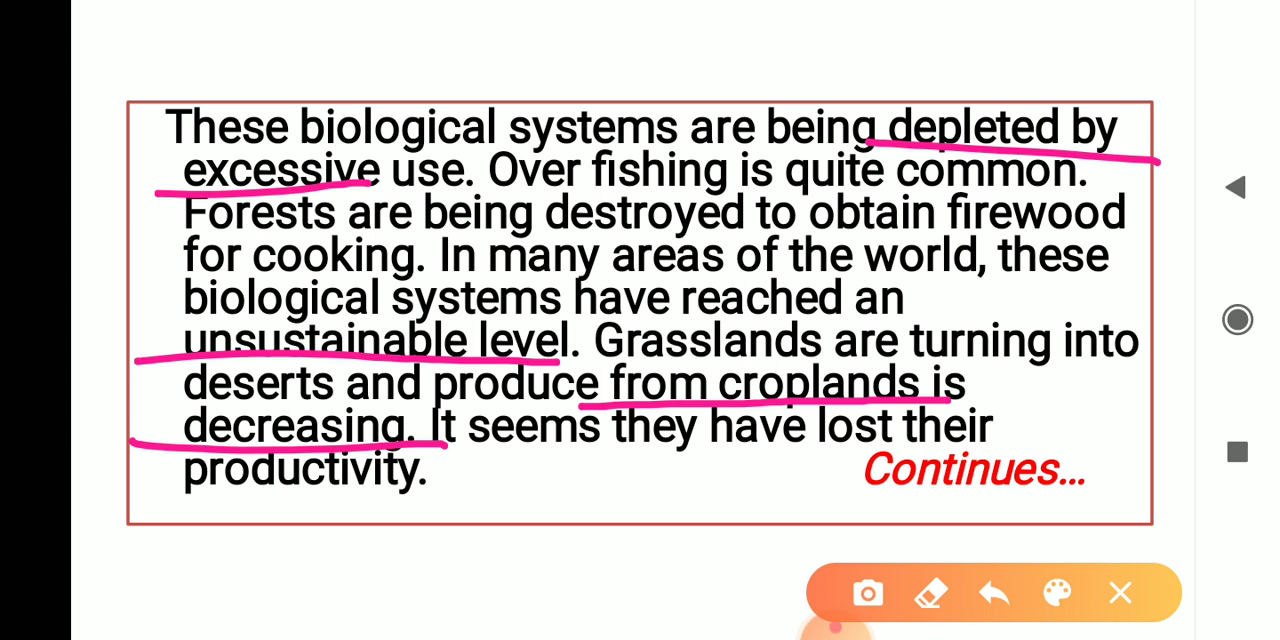 These biological systems are being depleted by
excessive use. Over fishing is quite common.
Forests are being destroyed to obtain firewood
for cooking. In many areas of the world, these
biological systems have reached an
unsustainable level. Grasslands are turning into
deserts and produce from croplands is
decreasing. It seems they have lost their
productivity.
Continues...